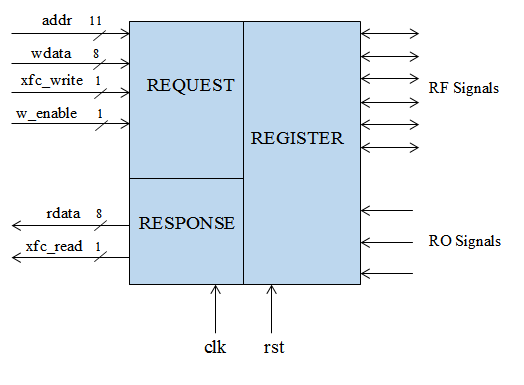 addr 11
wdata 8
xfc_write 1
w_enable 1
REQUEST
REGISTER
RF Signals
rdata 8
xfc_read 1
RESPONSE
RO Signals
clk
rst